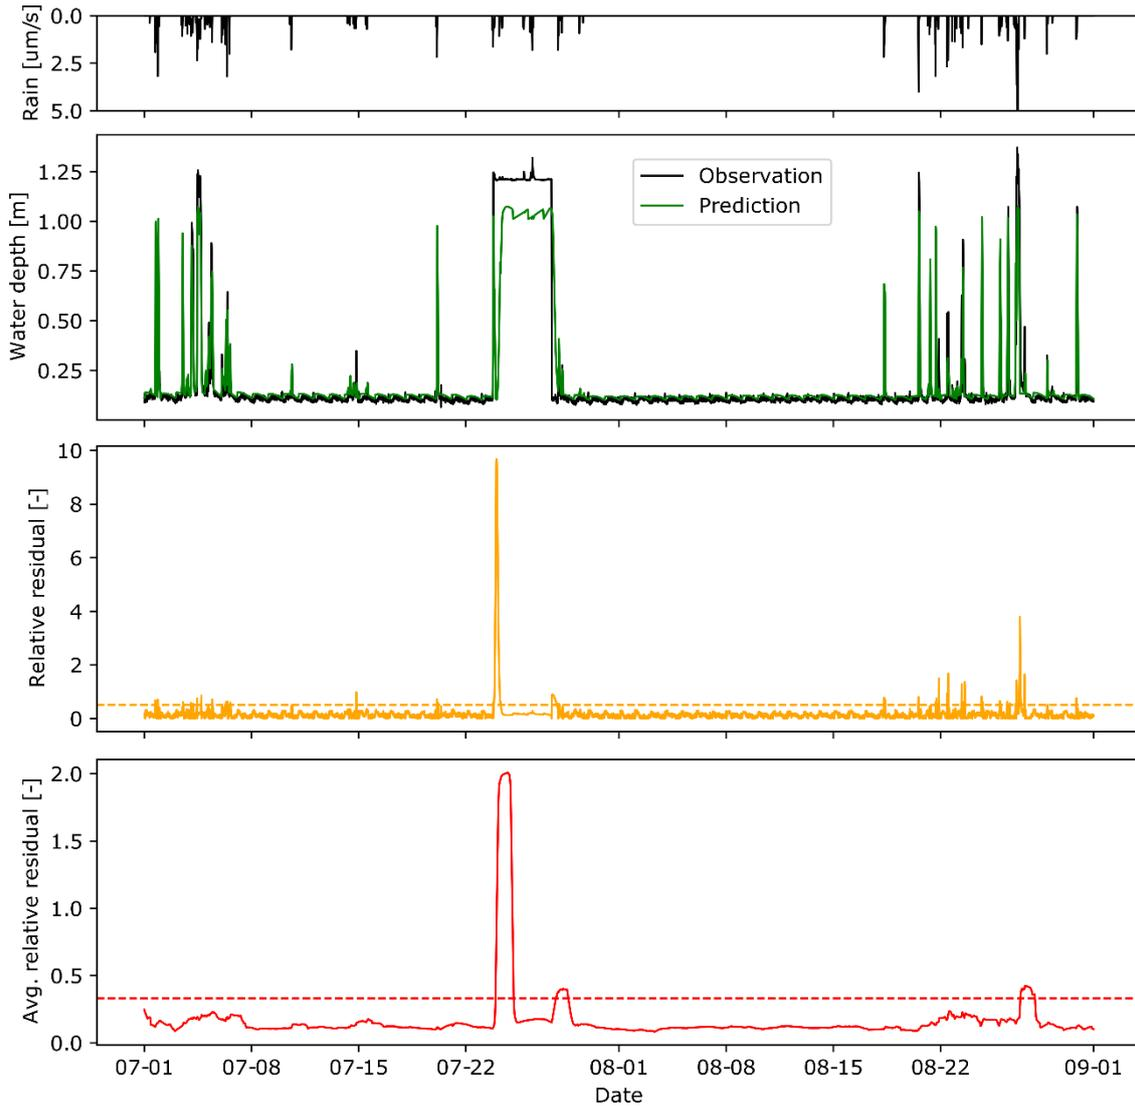 Rain [um/s]
0.0
2.5
5.0
Water depth [m]
1.25
1.00
0.75
0.50
0.25
Observation
Prediction
Relative residual [-]
10
8
6
4
2
0
Avg. relative residual [-]
2.0
1.5
1.0
0.5
0.0
07-01 07-08 07-15 07-22 08-01 08-08 08-15 08-22 09-01
Date